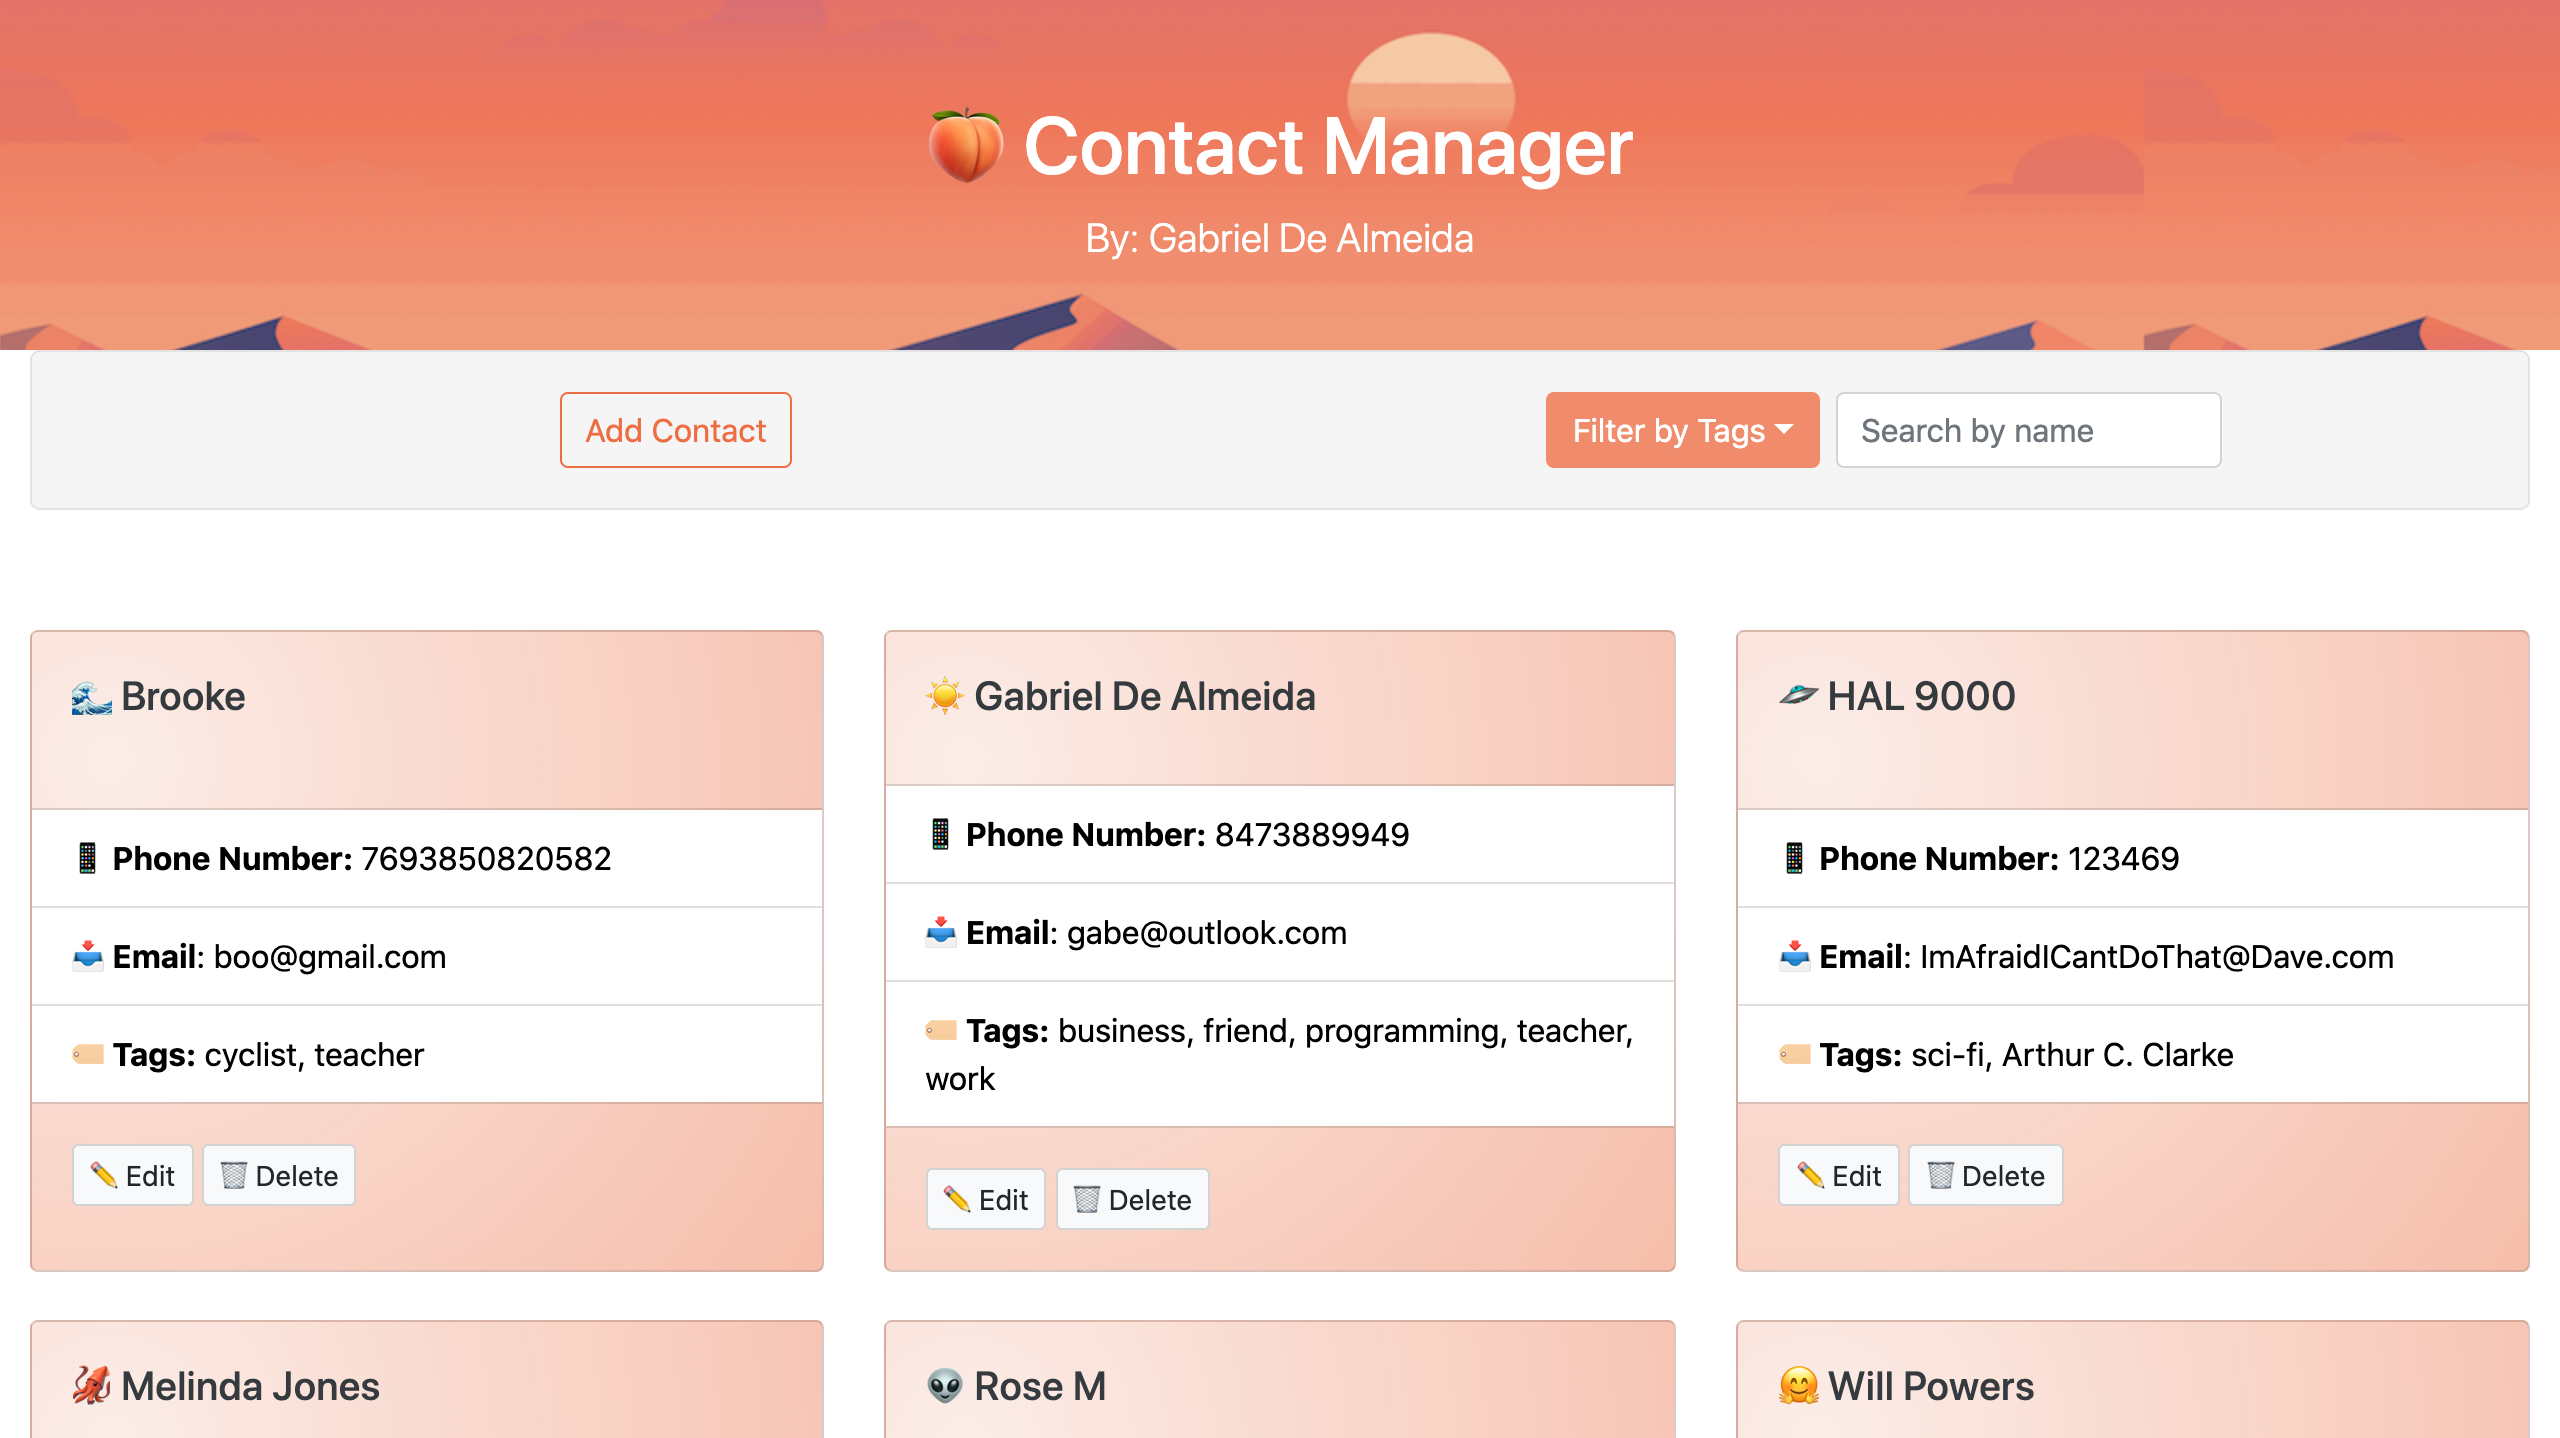 Contact Manager
By: Gabriel De Almeida
Add Contact
Filter by Tags
Search by name
Brooke
Phone Number: 7693850820582
Email: boo@gmail.com
Tags: cyclist, teacher
Edit
Delete
Gabriel De Almeida
Phone Number: 8473889949
Email: gabe@outlook.com
Tags: business, friend, programming, teacher,
work
Edit
Delete
HAL 9000
Phone Number: 123469
Email: ImAfraidICantDoThat@Dave.com
Tags: sci-fi, Arthur C. Clarke
Edit
Delete
Melinda Jones
Rose M
Will Powers